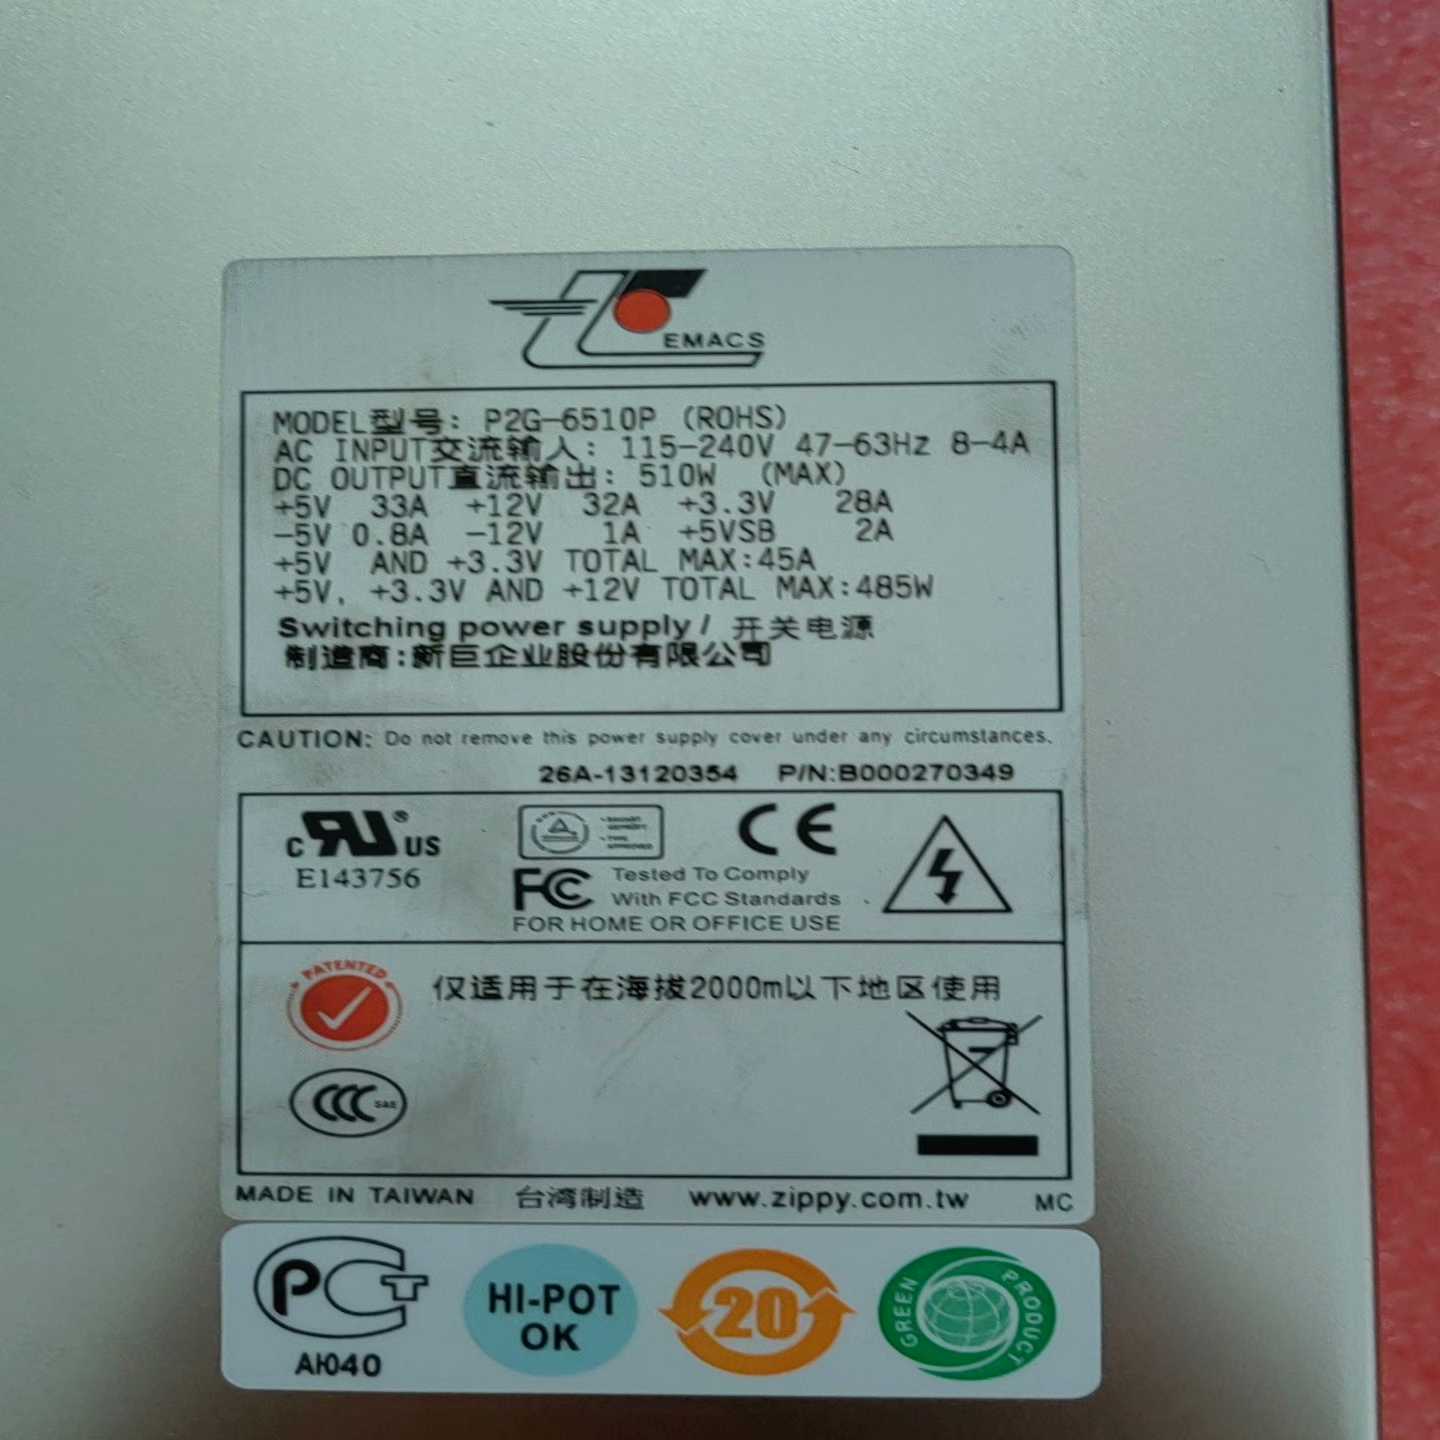 EMACS
MODEL型号: P2G-6510P (ROHS)
AC INPUT交流输入: 115-240V 47-63Hz 8-4A
DC OUTPUT直流输出: 510W (MAX)
+5V 33A +12V 32A +3.3V 28A
-5V 0.8A -12V 1A +5VSB 2A
+5V AND +3.3V TOTAL MAX:45A
+5V, +3.3V AND +12V TOTAL MAX:485W
Switching power supply / 开关电源
制造商:新巨企业股份有限公司
CAUTION: Do not remove this power supply cover under any circumstances.
26A-13120354 P/N:B000270349
c RU ® US
E143756
CE
FC Tested To Comply
With FCC Standards
FOR HOME OR OFFICE USE
PATENTED
仅适用于在海拔2000m以下地区使用
CCC S&E
MADE IN TAIWAN 台湾制造 www.zippy.com.tw MC
PCT
АЮ40
HI-POT
OK
20
GREEN PRODUCT